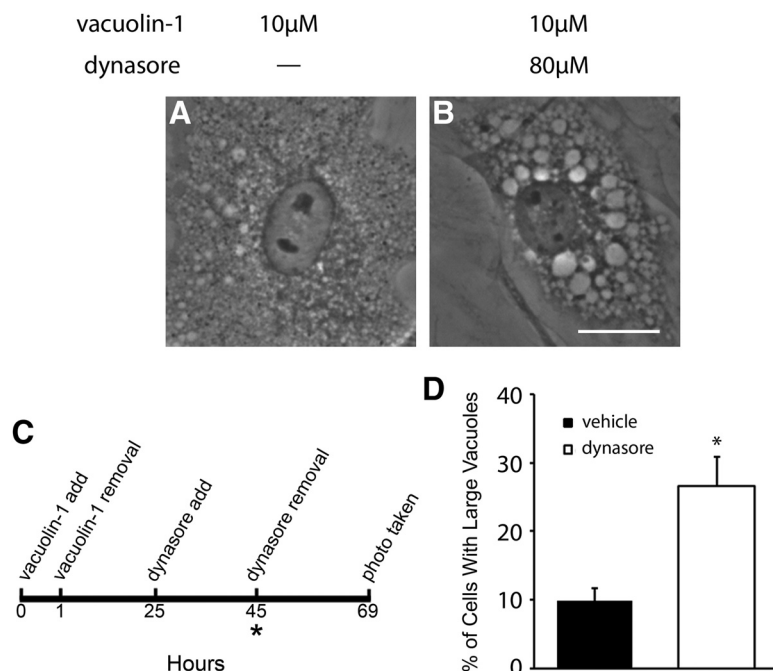 vacuolin-1 10µM 10µM
dynasore — 80µM
A B
C
vacuolin-1 add
vacuolin-1 removal
dynasore add
dynasore removal
photo taken
0 1 25 45 69
*
Hours
D
% of Cells With Large Vacuoles
40
30
20
10
0
vehicle
dynasore
*